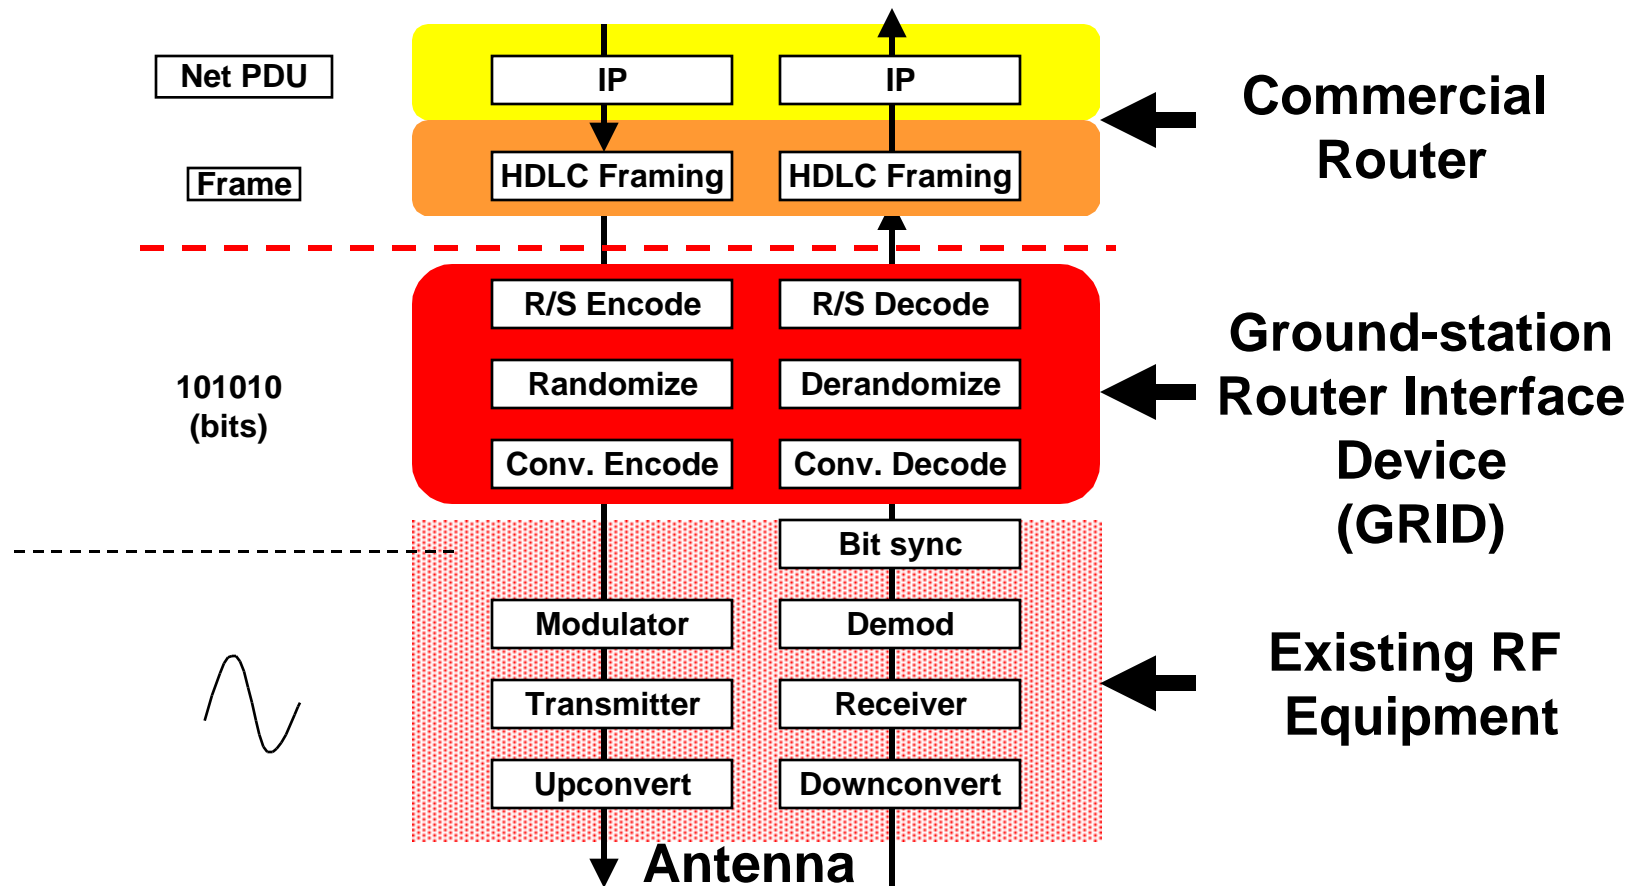 Net PDU
IP
IP
Commercial
Router
Frame
HDLC Framing
HDLC Framing
101010
(bits)
R/S Encode
R/S Decode
Randomize
Derandomize
Conv. Encode
Conv. Decode
Ground-station
Router Interface
Device
(GRID)
Bit sync
Modulator
Demod
Transmitter
Receiver
Upconvert
Downconvert
Existing RF
Equipment
Antenna